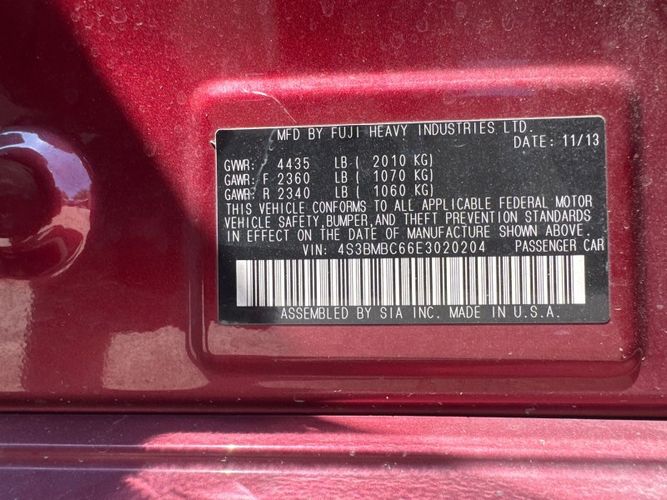 MFD BY FUJI HEAVY INDUSTRIES LTD.
DATE: 11/13
GVWR: 4435 LB ( 2010 KG)
GAWR: F 2360 LB ( 1070 KG)
GAWR: R 2340 LB ( 1060 KG)
THIS VEHICLE CONFORMS TO ALL APPLICABLE FEDERAL MOTOR
VEHICLE SAFETY,BUMPER,AND THEFT PREVENTION STANDARDS
IN EFFECT ON THE DATE OF MANUFACTURE SHOWN ABOVE.
VIN: 4S3BMBC66E3020204 PASSENGER CAR
ASSEMBLED BY SIA INC. MADE IN U.S.A.